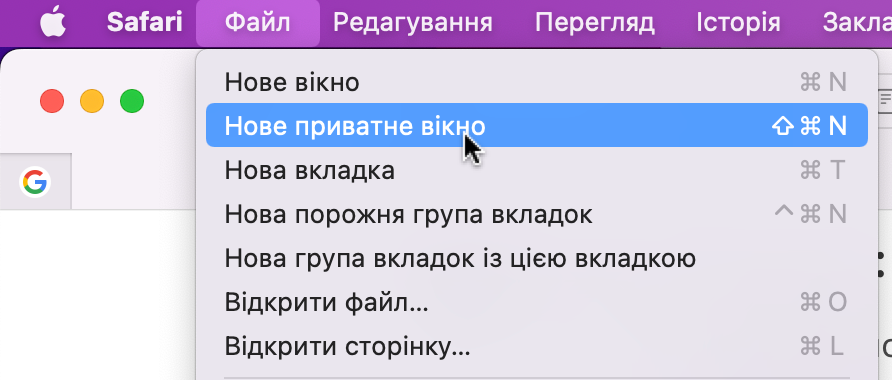 Safari Файл Редагування Перегляд Історія Закла
Нове вікно ⌘ N
Нове приватне вікно ⇧ ⌘ N
Нова вкладка ⌘ T
Нова порожня група вкладок ^ ⌘ N
Нова група вкладок із цією вкладкою
Відкрити файл... ⌘ O
Відкрити сторінку... ⌘ L